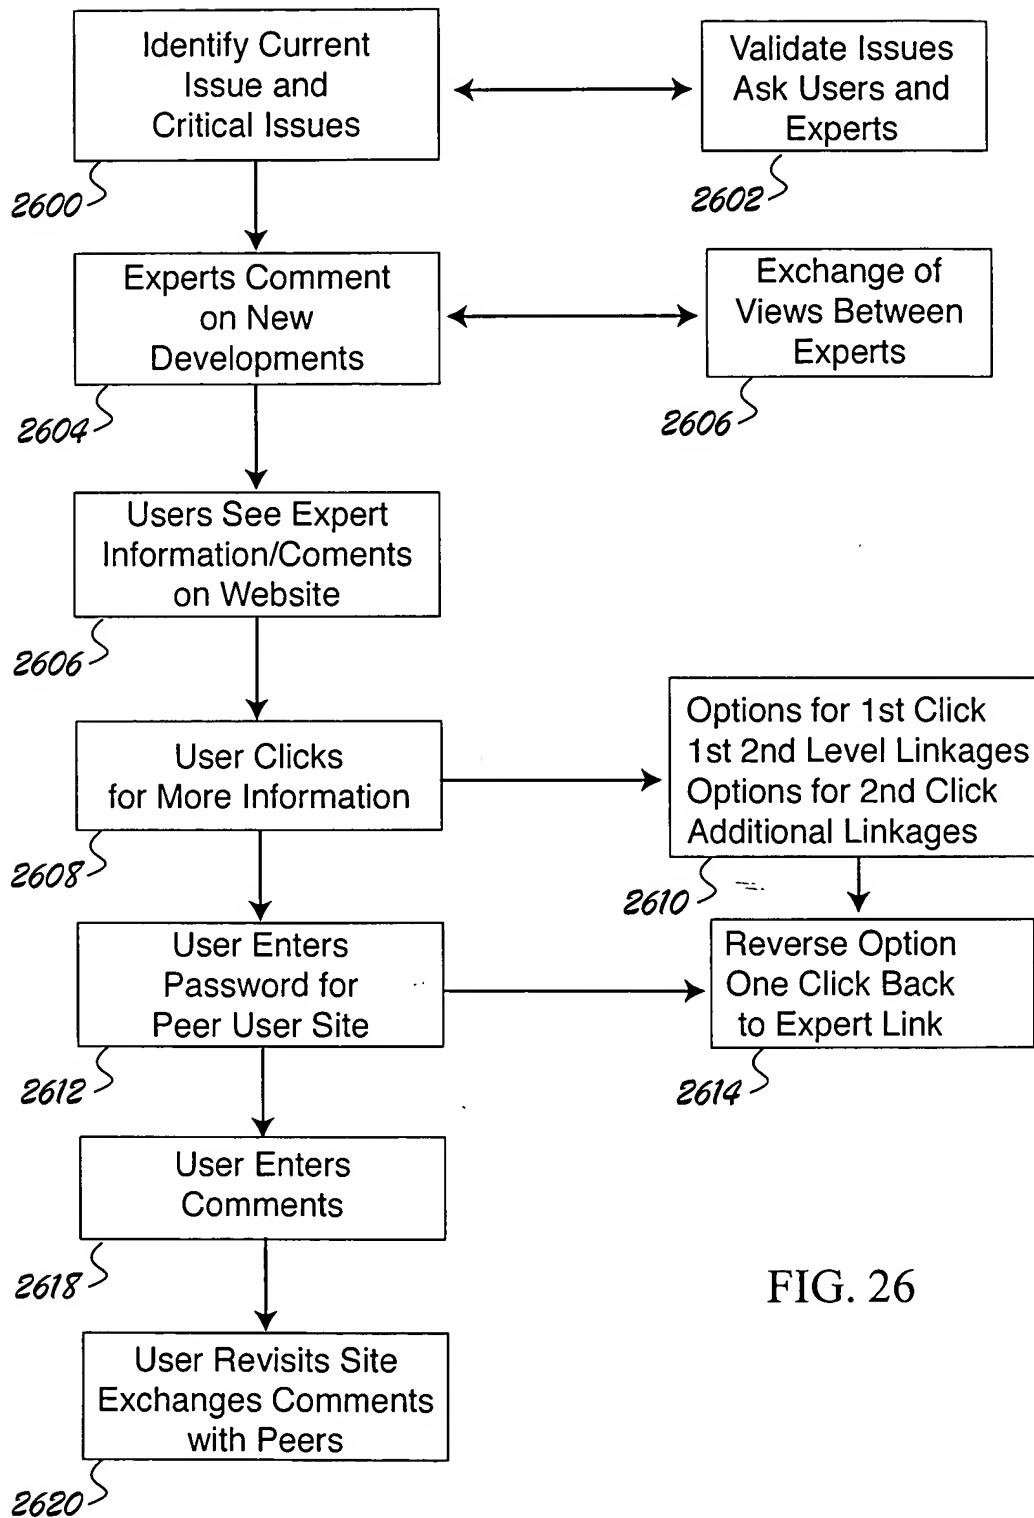 Identify Current
Issue and
Critical Issues
2600
Validate Issues
Ask Users and
Experts
2602
Experts Comment
on New
Developments
2604
Exchange of
Views Between
Experts
2606
Users See Expert
Information/Coments
on Website
2606
User Clicks
for More Information
2608
Options for 1st Click
1st 2nd Level Linkages
Options for 2nd Click
Additional Linkages
2610
User Enters
Password for
Peer User Site
2612
Reverse Option
One Click Back
to Expert Link
2614
User Enters
Comments
2618
User Revisits Site
Exchanges Comments
with Peers
2620
FIG. 26